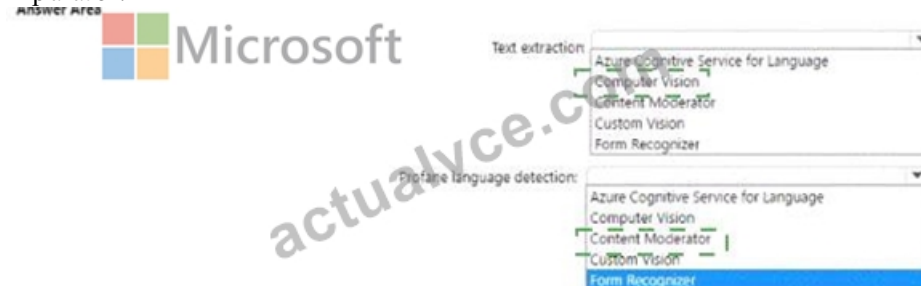 Answer Area
Microsoft
Text extraction:
Azure Cognitive Service for Language
Computer Vision
Content Moderator
Custom Vision
Form Recognizer
actualyce.com
Profane language detection:
Azure Cognitive Service for Language
Computer Vision
Content Moderator
Custom Vision
Form Recognizer